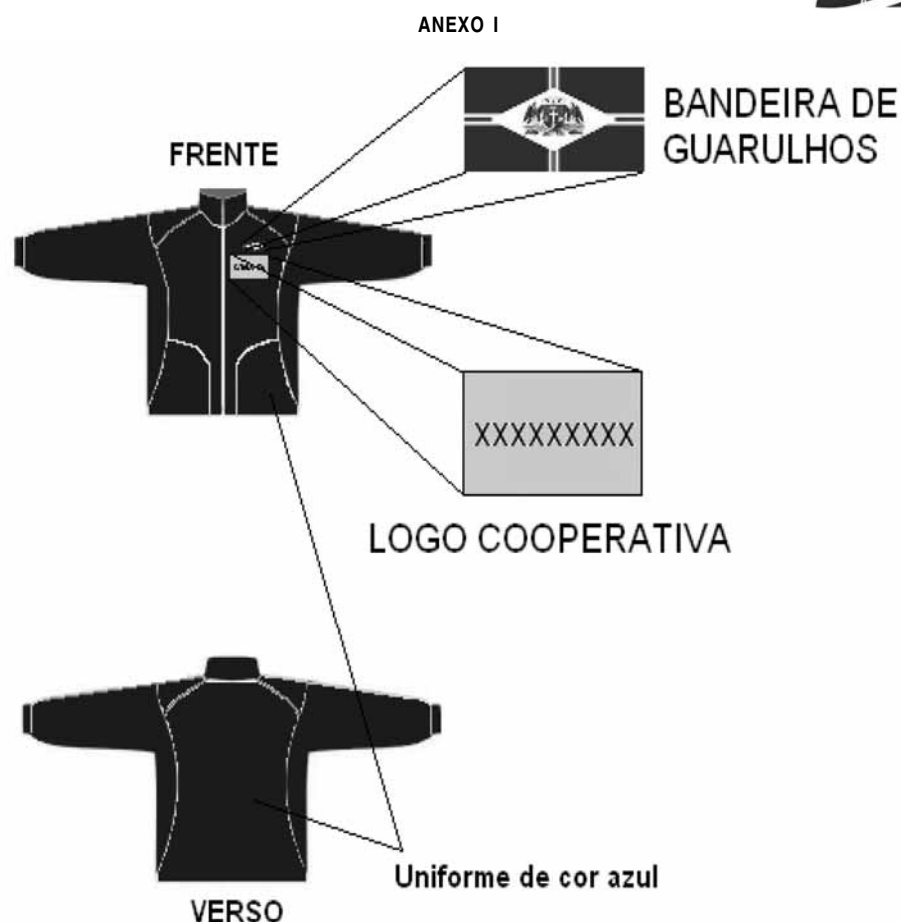 ANEXO I
BANDEIRA DE
GUARULHOS
FRENTE
XXXXXXXXX
LOGO COOPERATIVA
Uniforme de cor azul
VERSO